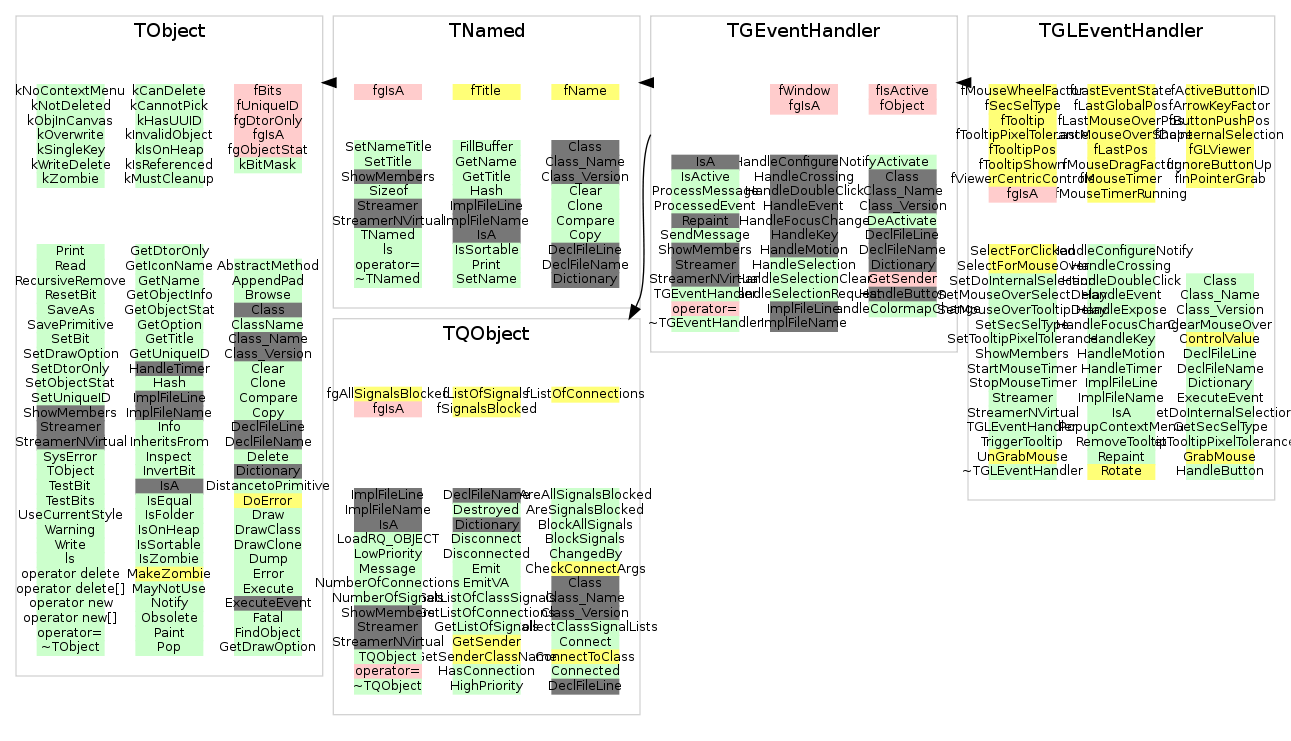 TObject
kNoContextMenu
kNotDeleted
kObjInCanvas
kOverwrite
kSingleKey
kWriteDelete
kZombie
kCanDelete
kCannotPick
kHasUUID
kInvalidObject
kIsOnHeap
kIsReferenced
kMustCleanup
fBits
fUniqueID
fgDtorOnly
fgIsA
fgObjectStat
kBitMask
Print
Read
RecursiveRemove
ResetBit
SaveAs
SavePrimitive
SetBit
SetDrawOption
SetDtorOnly
SetObjectStat
SetUniqueID
ShowMembers
Streamer
StreamerNVirtual
SysError
TObject
TestBit
TestBits
UseCurrentStyle
Warning
Write
ls
operator delete
operator delete[]
operator new
operator new[]
operator=
~TObject
GetDtorOnly
GetIconName
GetName
GetObjectInfo
GetObjectStat
GetOption
GetTitle
GetUniqueID
HandleTimer
Hash
ImplFileLine
ImplFileName
Info
InheritsFrom
Inspect
InvertBit
IsA
IsEqual
IsFolder
IsOnHeap
IsSortable
IsZombie
MakeZombie
MayNotUse
Notify
Obsolete
Paint
Pop
AbstractMethod
AppendPad
Browse
Class
ClassName
Class_Name
Class_Version
Clear
Clone
Compare
Copy
DeclFileLine
DeclFileName
Delete
Dictionary
DistancetoPrimitive
DoError
Draw
DrawClass
DrawClone
Dump
Error
Execute
ExecuteEvent
Fatal
FindObject
GetDrawOption
TNamed
fgIsA
fTitle
fName
SetNameTitle
SetTitle
ShowMembers
Sizeof
Streamer
StreamerNVirtual
TNamed
ls
operator=
~TNamed
FillBuffer
GetName
GetTitle
Hash
ImplFileLine
ImplFileName
IsA
IsSortable
Print
SetName
Class
Class_Name
Class_Version
Clear
Clone
Compare
Copy
DeclFileLine
DeclFileName
Dictionary
TQObject
fgAllSignalsBlocked
fgIsA
fListOfSignals
fSignalsBlocked
fListOfConnections
ImplFileLine
ImplFileName
IsA
LoadRQ_OBJECT
LowPriority
Message
NumberOfConnections
NumberOfSignals
ShowMembers
Streamer
StreamerNVirtual
TQObject
operator=
~TQObject
DeclFileName
Destroyed
Dictionary
Disconnect
Disconnected
Emit
EmitVA
GetListOfClassSignals
GetListOfConnections
GetListOfSignals
GetSender
GetSenderClassName
HasConnection
HighPriority
AreAllSignalsBlocked
AreSignalsBlocked
BlockAllSignals
BlockSignals
ChangedBy
CheckConnectArgs
Class
Class_Name
Class_Version
CollectClassSignalLists
Connect
ConnectToClass
Connected
DeclFileLine
TGEventHandler
fWindow
fgIsA
fIsActive
fObject
IsA
IsActive
ProcessMessage
ProcessedEvent
Repaint
SendMessage
ShowMembers
Streamer
StreamerNVirtual
TGEventHandler
operator=
~TGEventHandler
HandleConfigureNotify
HandleCrossing
HandleDoubleClick
HandleEvent
HandleFocusChange
HandleKey
HandleMotion
HandleSelection
HandleSelectionClear
HandleSelectionRequest
ImplFileLine
ImplFileName
Activate
Class
Class_Name
Class_Version
DeActivate
DeclFileLine
DeclFileName
Dictionary
GetSender
HandleButton
HandleColormapChange
TGLEventHandler
fMouseWheelFactor
fSecSelType
fTooltip
fTooltipPixelTolerance
fTooltipPos
fTooltipShown
fViewerCentricControls
fgIsA
fLastEventState
fLastGlobalPos
fLastMouseOverPos
fLastMouseOverShape
fLastPos
fMouseDragFactor
fMouseTimer
fMouseTimerRunning
fActiveButtonID
fArrowKeyFactor
fButtonPushPos
fGLViewer
fIgnoreButtonUp
fInPointerGrab
SelectForClicked
SelectForMouseOver
SetDoInternalSelection
SetMouseOverSelectDelay
SetMouseOverTooltipDelay
SetSecSelType
SetTooltipPixelTolerance
ShowMembers
StartMouseTimer
StopMouseTimer
Streamer
StreamerNVirtual
TGLEventHandler
TriggerTooltip
UnGrabMouse
~TGLEventHandler
HandleConfigureNotify
HandleCrossing
HandleDoubleClick
HandleEvent
HandleExpose
HandleFocusChange
HandleKey
HandleMotion
HandleTimer
ImplFileLine
ImplFileName
IsA
PopupContextMenu
RemoveTooltip
Repaint
Rotate
Class
Class_Name
Class_Version
ClearMouseOver
ControlValue
DeclFileLine
DeclFileName
Dictionary
ExecuteEvent
GetDoInternalSelection
GetSecSelType
GetTooltipPixelTolerance
GrabMouse
HandleButton